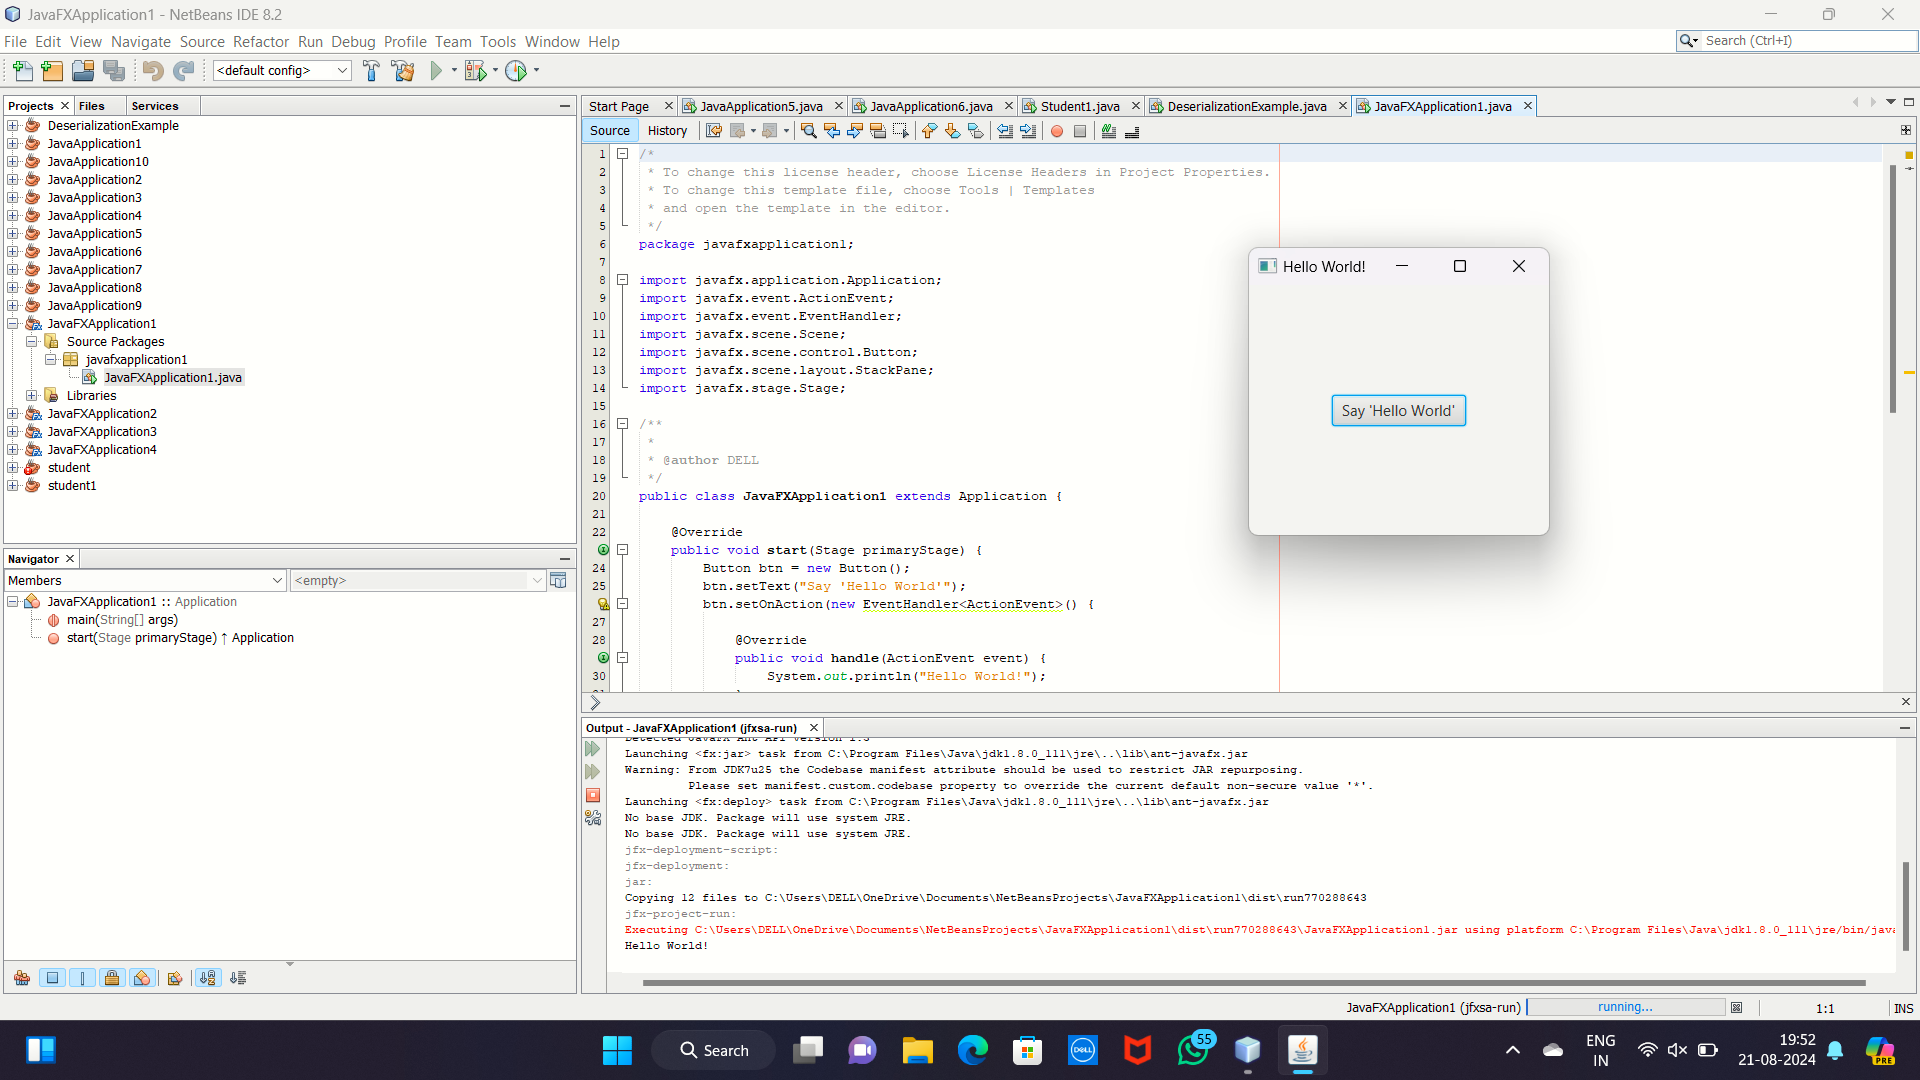 JavaFXApplication1 - NetBeans IDE 8.2
File Edit View Navigate Source Refactor Run Debug Profile Team Tools Window Help
Search (Ctrl+I)
<default config>
Projects Files Services
DeserializationExample
JavaApplication1
JavaApplication10
JavaApplication2
JavaApplication3
JavaApplication4
JavaApplication5
JavaApplication6
JavaApplication7
JavaApplication8
JavaApplication9
JavaFXApplication1
Source Packages
javafxapplication1
JavaFXApplication1.java
Libraries
JavaFXApplication2
JavaFXApplication3
JavaFXApplication4
student
student1
Navigator
Members <empty>
JavaFXApplication1 :: Application
main(String[] args)
start(Stage primaryStage) ↑ Application
Start Page JavaApplication5.java JavaApplication6.java Student1.java DeserializationExample.java JavaFXApplication1.java
Source History
1 /*
2 * To change this license header, choose License Headers in Project Properties.
3 * To change this template file, choose Tools | Templates
4 * and open the template in the editor.
5 */
6 package javafxapplication1;
7
8 import javafx.application.Application;
9 import javafx.event.ActionEvent;
10 import javafx.event.EventHandler;
11 import javafx.scene.Scene;
12 import javafx.scene.control.Button;
13 import javafx.scene.layout.StackPane;
14 import javafx.stage.Stage;
15
16 /**
17 *
18 * @author DELL
19 */
20 public class JavaFXApplication1 extends Application {
21
22 @Override
public void start(Stage primaryStage) {
24 Button btn = new Button();
25 btn.setText("Say 'Hello World'");
btn.setOnAction(new EventHandler<ActionEvent>() {
27
28 @Override
public void handle(ActionEvent event) {
30 System.out.println("Hello World!");
Hello World!
Say 'Hello World'
Output - JavaFXApplication1 (jfxsa-run)
Detected JavaFX Ant API version 1.3
Launching <fx:jar> task from C:\Program Files\Java\jdk1.8.0_111\jre\..\lib\ant-javafx.jar
Warning: From JDK7u25 the Codebase manifest attribute should be used to restrict JAR repurposing.
Please set manifest.custom.codebase property to override the current default non-secure value '*'.
Launching <fx:deploy> task from C:\Program Files\Java\jdk1.8.0_111\jre\..\lib\ant-javafx.jar
No base JDK. Package will use system JRE.
No base JDK. Package will use system JRE.
jfx-deployment-script:
jfx-deployment:
jar:
Copying 12 files to C:\Users\DELL\OneDrive\Documents\NetBeansProjects\JavaFXApplication1\dist\run770288643
jfx-project-run:
Executing C:\Users\DELL\OneDrive\Documents\NetBeansProjects\JavaFXApplication1\dist\run770288643\JavaFXApplication1.jar using platform C:\Program Files\Java\jdk1.8.0_111\jre/bin/java
Hello World!
JavaFXApplication1 (jfxsa-run) running... 1:1 INS
Search
DELL
55
ENG
IN
19:52
21-08-2024
PRE